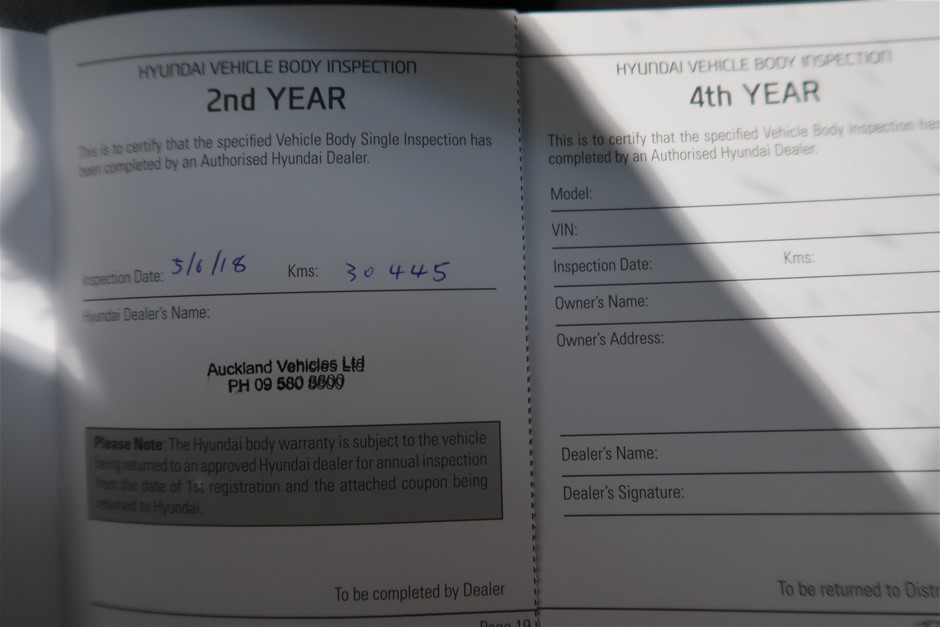 HYUNDAI VEHICLE BODY INSPECTION
2nd YEAR
This is to certify that the specified Vehicle Body Single Inspection has
been completed by an Authorised Hyundai Dealer.
Inspection Date: 5/6/18 Kms: 30445
Hyundai Dealer's Name:
Auckland Vehicles Ltd
PH 09 580
Please Note: The Hyundai body warranty is subject to the vehicle
being returned to an approved Hyundai dealer for annual inspection
from the date of 1st registration and the attached coupon being
returned to Hyundai.
To be completed by Dealer
Page 19
HYUNDAI VEHICLE BODY INSPECTION
4th YEAR
This is to certify that the specified Vehicle Body Inspection has
completed by an Authorised Hyundai Dealer.
Model:
VIN:
Inspection Date: Kms:
Owner's Name:
Owner's Address:
Dealer's Name:
Dealer's Signature:
To be returned to Distr